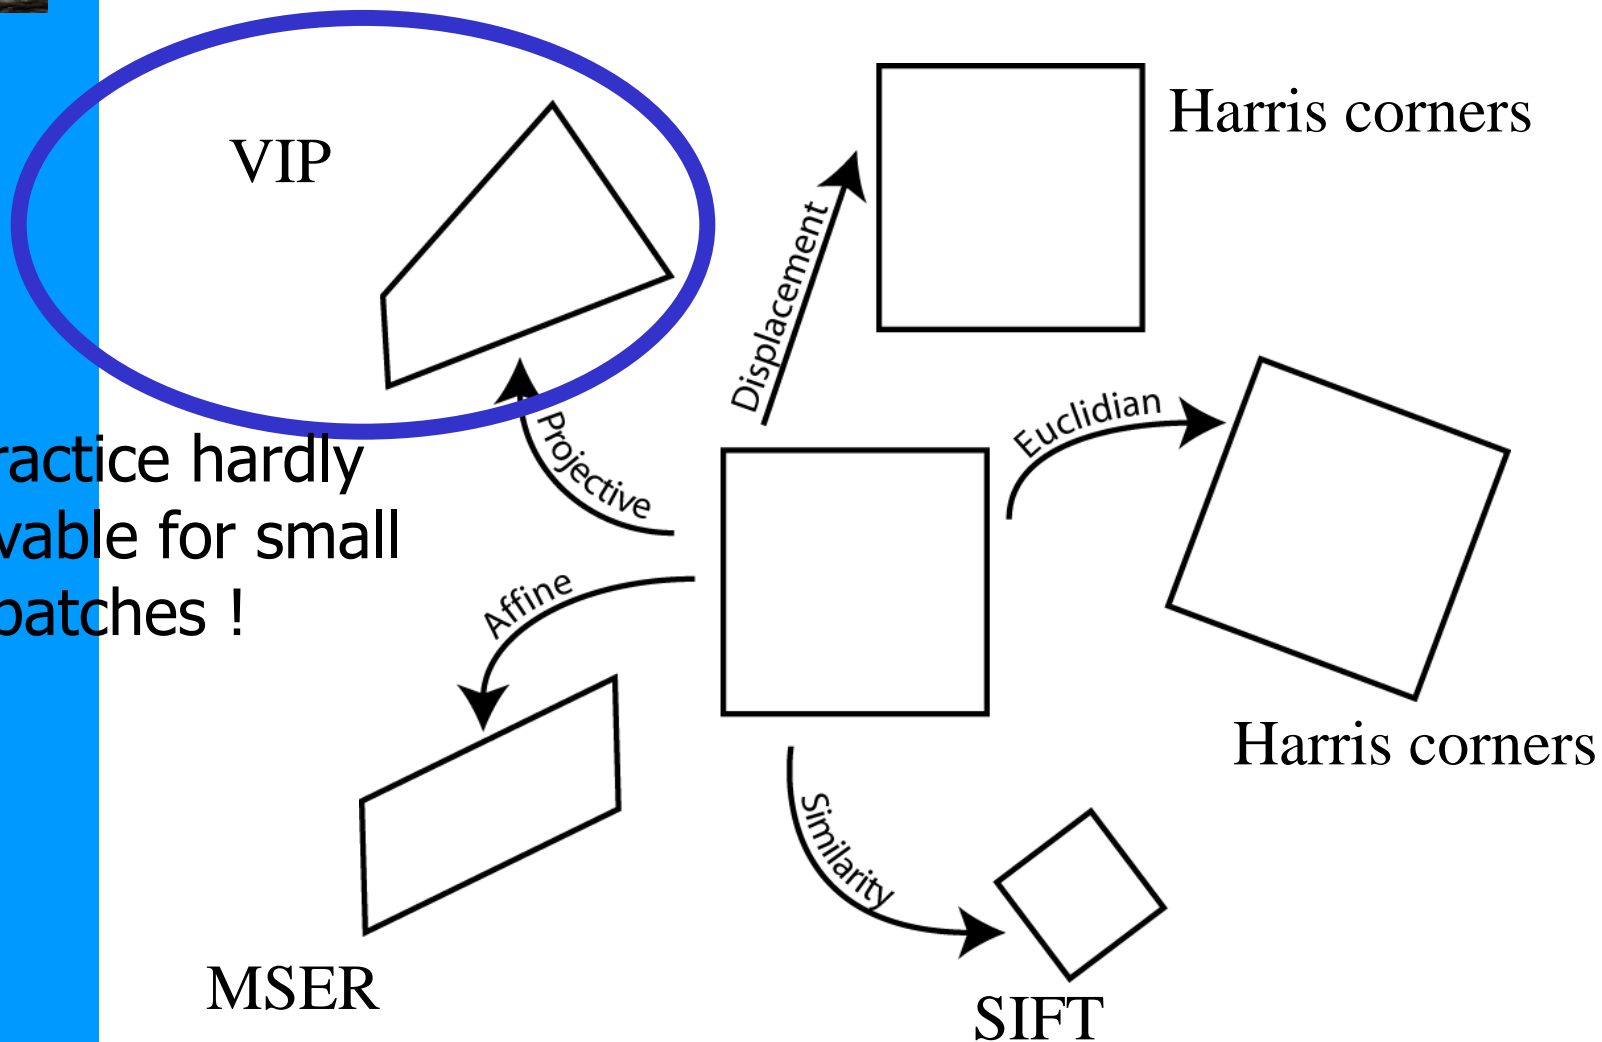 VIP
Harris corners
Displacement
Euclidian
Projective
ractice hardly
vable for small
patches !
Affine
Harris corners
Similarity
MSER
SIFT